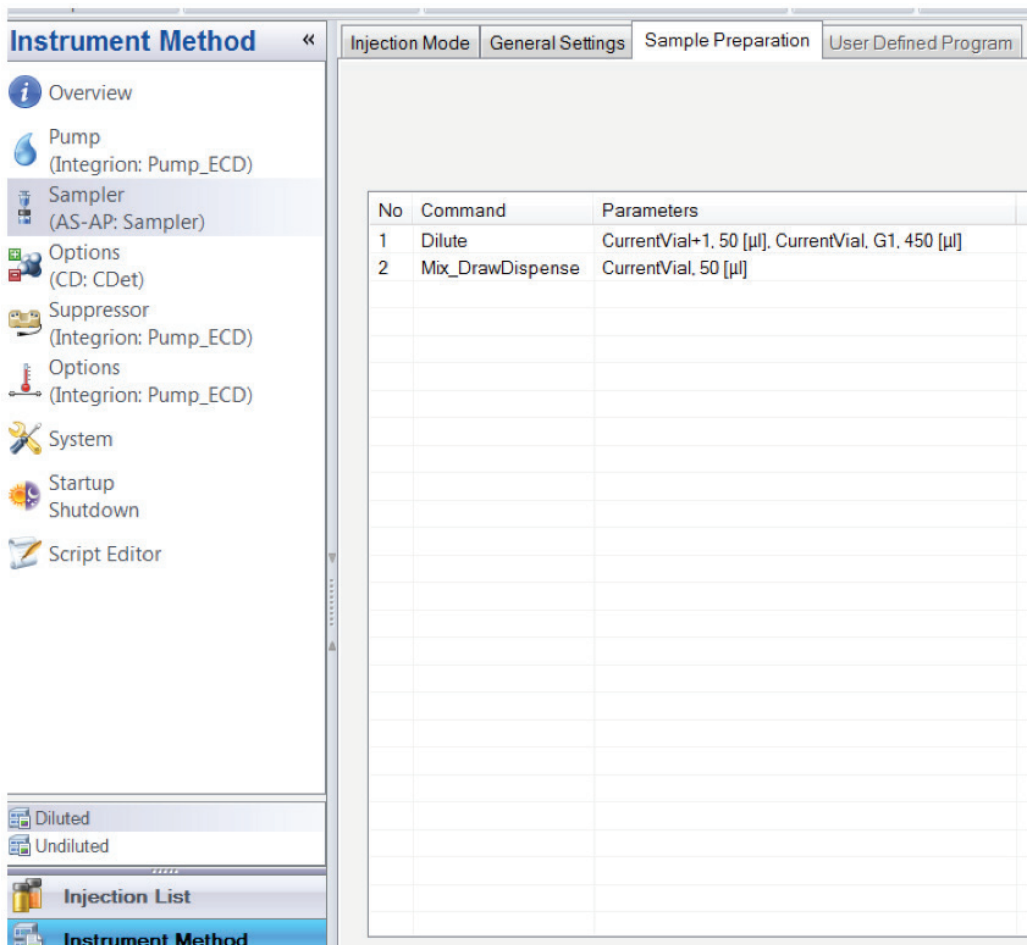 Instrument Method «
Overview
Pump
(Integrion: Pump_ECD)
Sampler
(AS-AP: Sampler)
Options
(CD: CDet)
Suppressor
(Integrion: Pump_ECD)
Options
(Integrion: Pump_ECD)
System
Startup
Shutdown
Script Editor
Diluted
Undiluted
Injection List
Instrument Method
Injection Mode General Settings Sample Preparation User Defined Program
No Command Parameters
1 Dilute CurrentVial+1, 50 [µl], CurrentVial, G1, 450 [µl]
2 Mix_DrawDispense CurrentVial, 50 [µl]